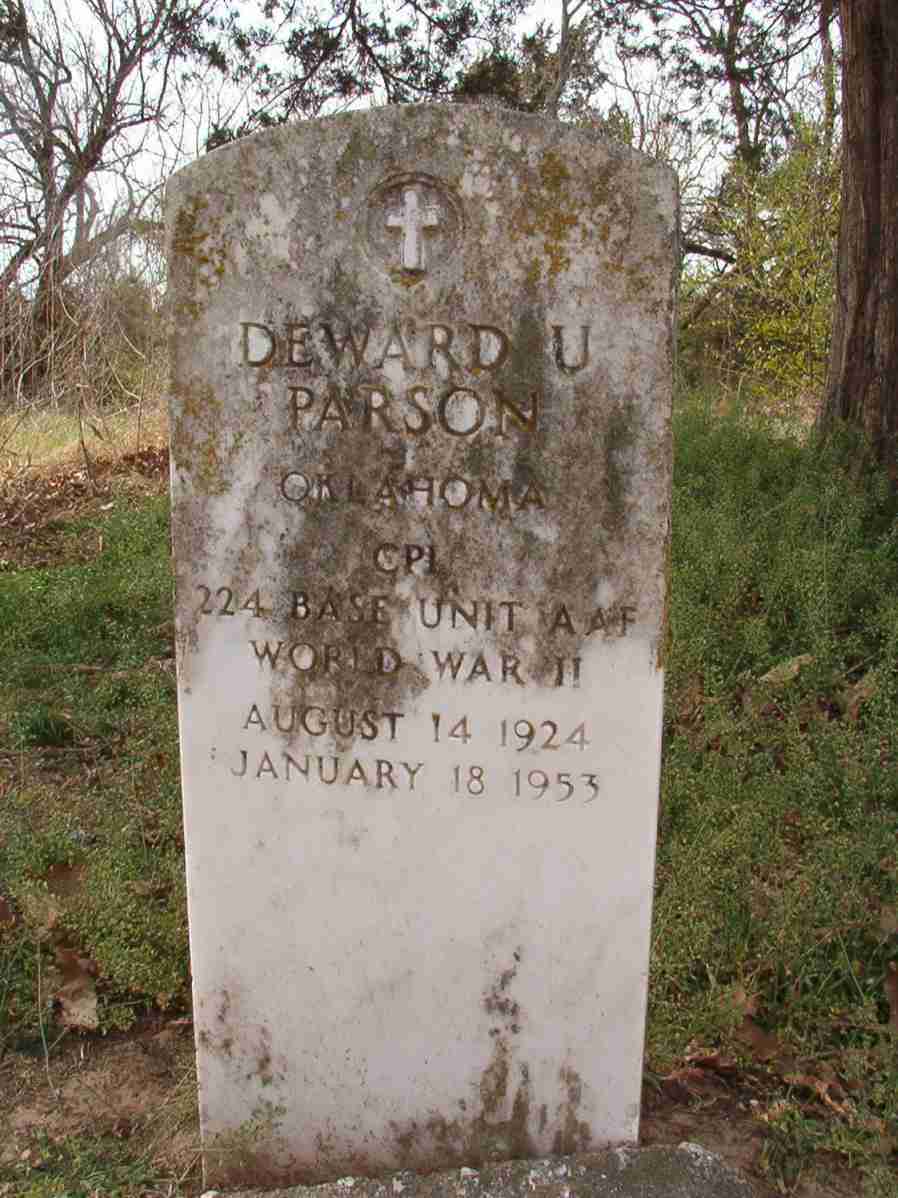 DEWARD U
PARSON
OKLAHOMA
CPL
224 BASE UNIT AAF
WORLD WAR II
AUGUST 14 1924
JANUARY 18 1953